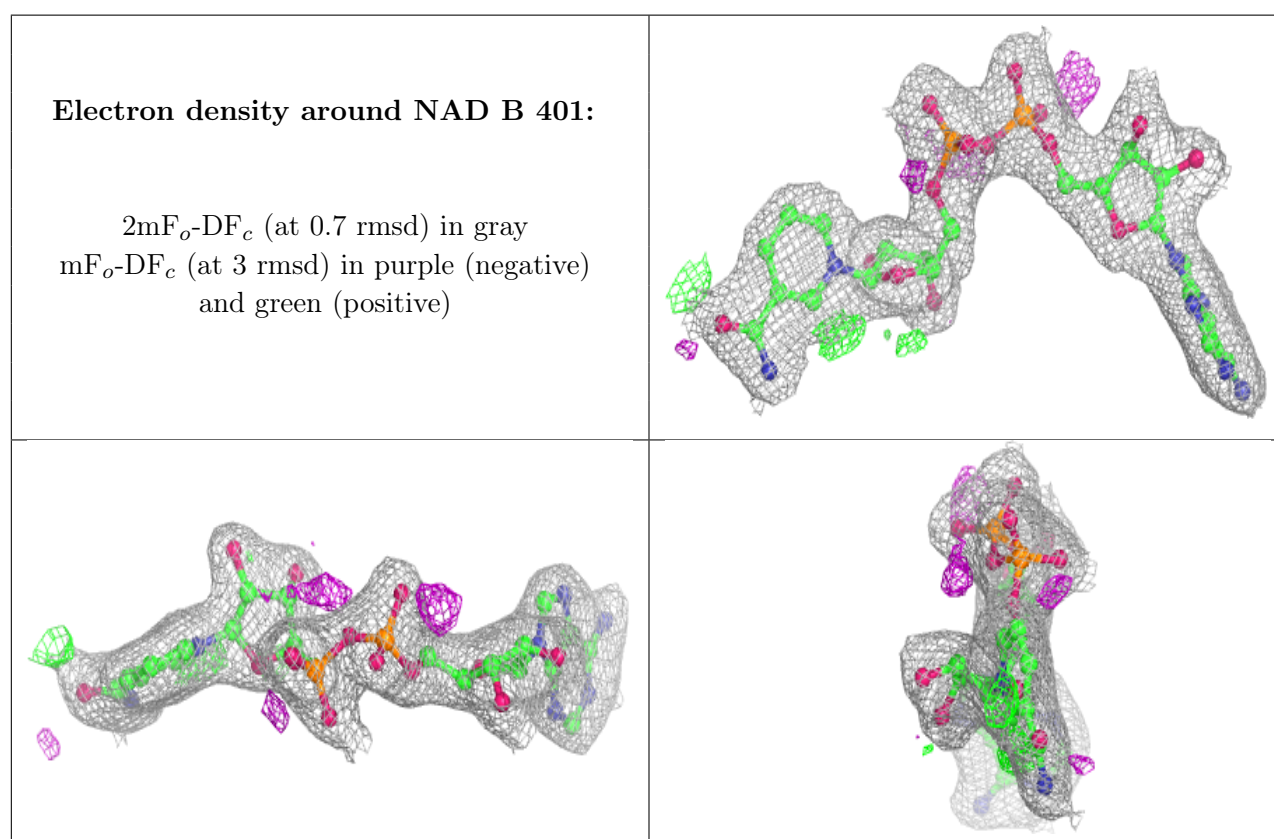 Electron density around NAD B 401:
2mFo-DFc (at 0.7 rmsd) in gray
mFo-DFc (at 3 rmsd) in purple (negative)
and green (positive)